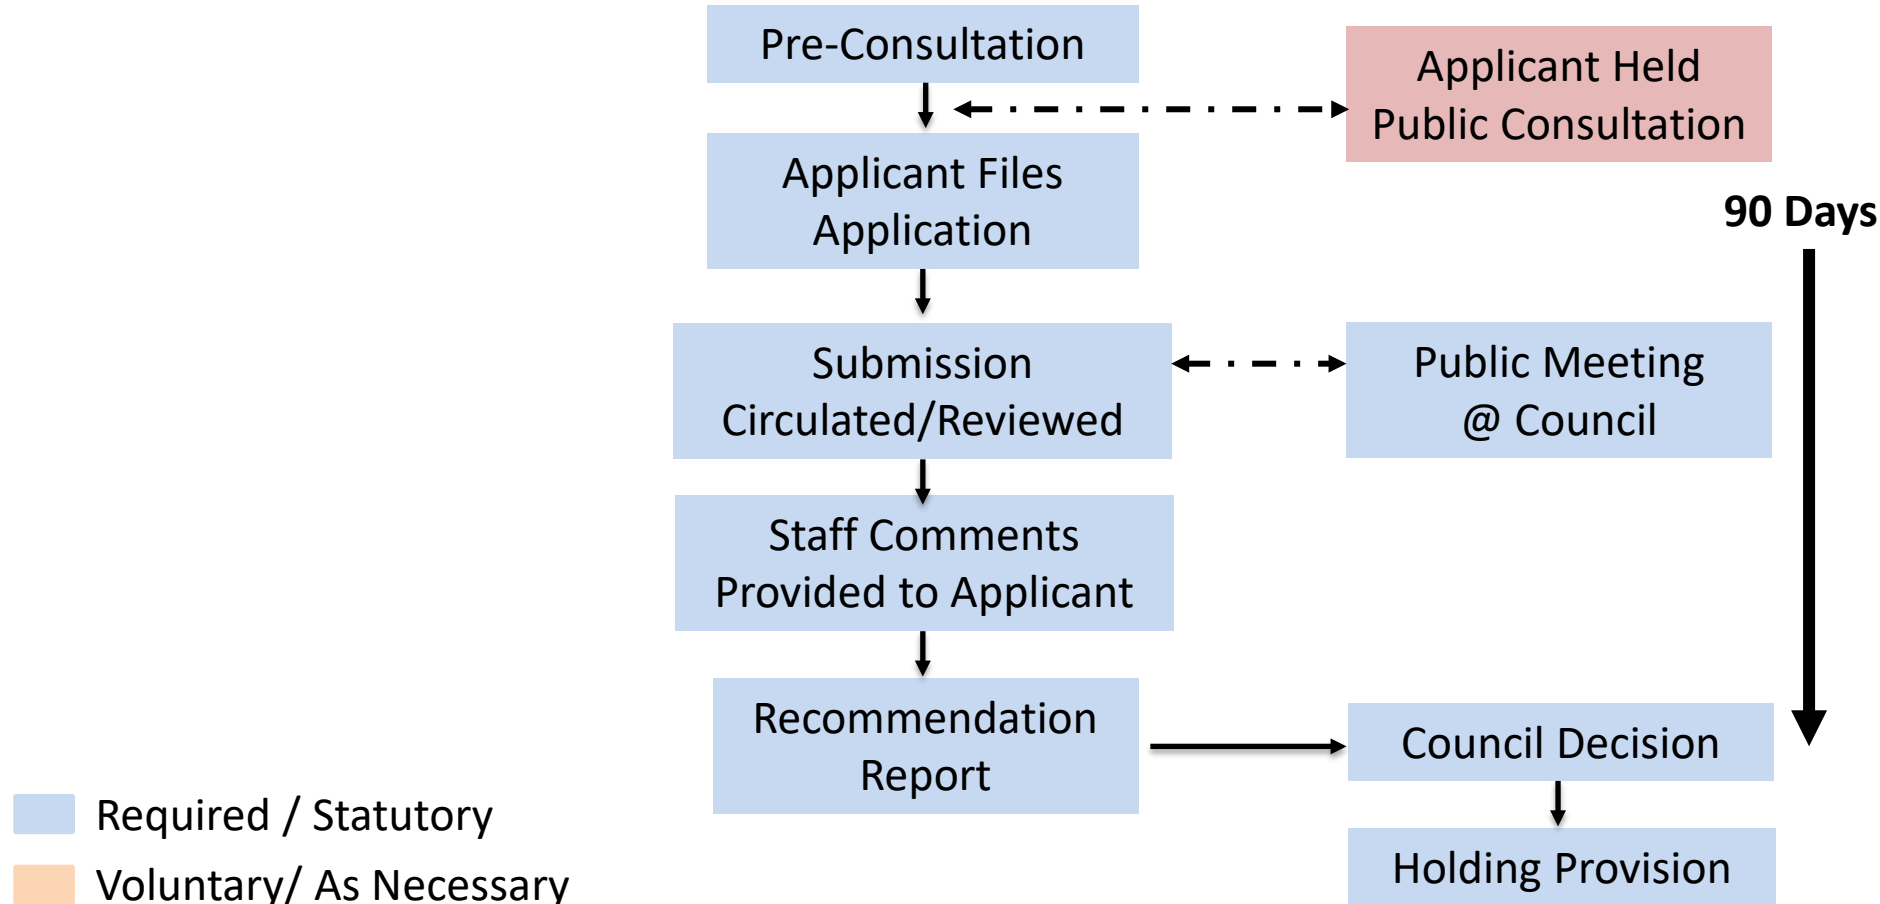 Pre-Consultation
Applicant Held
Public Consultation
Applicant Files
Application
90 Days
Submission
Circulated/Reviewed
Public Meeting
@ Council
Staff Comments
Provided to Applicant
Recommendation
Report
Council Decision
Holding Provision
Required / Statutory
Voluntary/ As Necessary